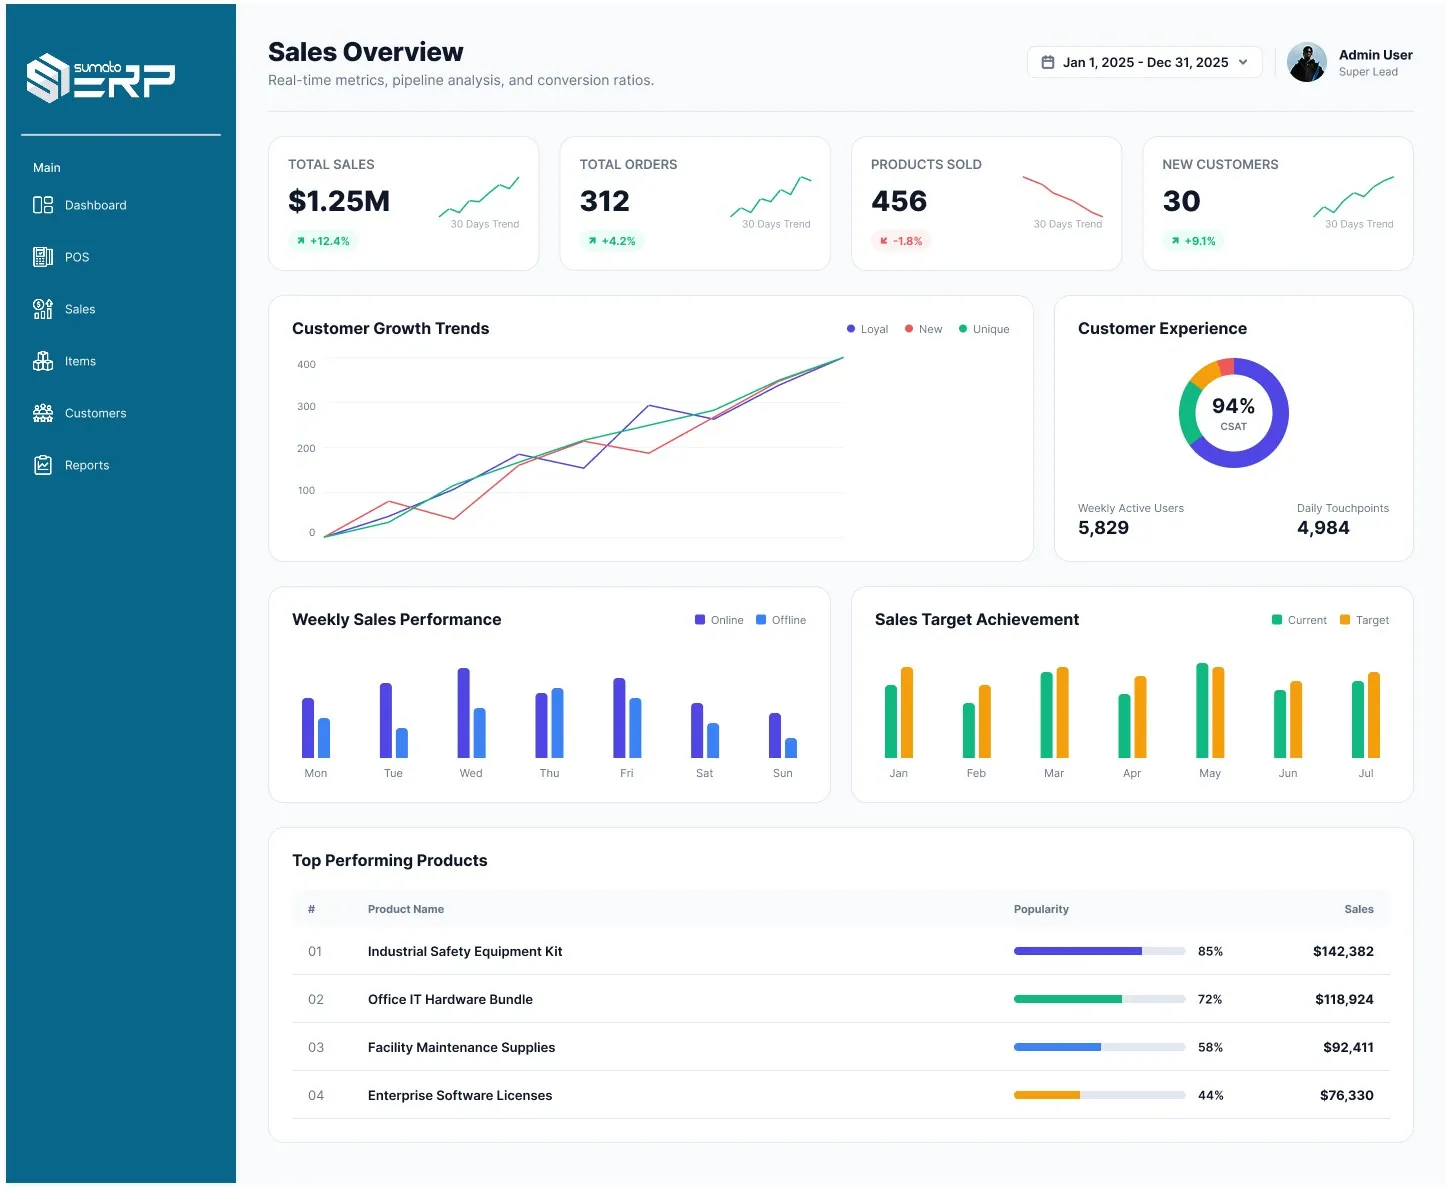 sumato
ERP
Main
Dashboard
POS
Sales
Items
Customers
Reports
Sales Overview
Real-time metrics, pipeline analysis, and conversion ratios.
Jan 1, 2025 - Dec 31, 2025
Admin User
Super Lead
TOTAL SALES
$1.25M
+12.4%
30 Days Trend
TOTAL ORDERS
312
+4.2%
30 Days Trend
PRODUCTS SOLD
456
-1.8%
30 Days Trend
NEW CUSTOMERS
30
+9.1%
30 Days Trend
Customer Growth Trends
Loyal New Unique
400
300
200
100
0
Customer Experience
94%
CSAT
Weekly Active Users
5,829
Daily Touchpoints
4,984
Weekly Sales Performance
Online Offline
Mon Tue Wed Thu Fri Sat Sun
Sales Target Achievement
Current Target
Jan Feb Mar Apr May Jun Jul
Top Performing Products
# Product Name Popularity Sales
01 Industrial Safety Equipment Kit 85% $142,382
02 Office IT Hardware Bundle 72% $118,924
03 Facility Maintenance Supplies 58% $92,411
04 Enterprise Software Licenses 44% $76,330